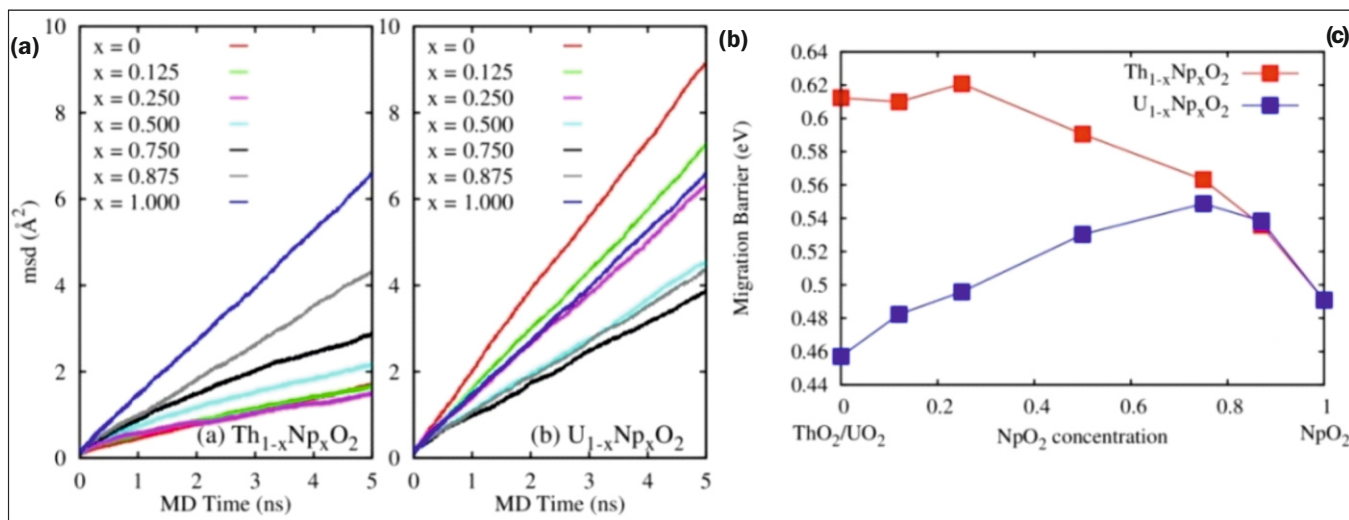 (a)
10
8
6
4
2
0
msd (Å²)
x = 0
x = 0.125
x = 0.250
x = 0.500
x = 0.750
x = 0.875
x = 1.000
(a) Th₁₋ₓNpₓO₂
0 1 2 3 4 5
MD Time (ns)
(b)
10
8
6
4
2
0
x = 0
x = 0.125
x = 0.250
x = 0.500
x = 0.750
x = 0.875
x = 1.000
(b) U₁₋ₓNpₓO₂
0 1 2 3 4 5
MD Time (ns)
(c)
0.64
0.62
0.6
0.58
0.56
0.54
0.52
0.5
0.48
0.46
0.44
Migration Barrier (eV)
Th₁₋ₓNpₓO₂
U₁₋ₓNpₓO₂
0 0.2 0.4 0.6 0.8 1
ThO₂/UO₂ NpO₂ concentration NpO₂